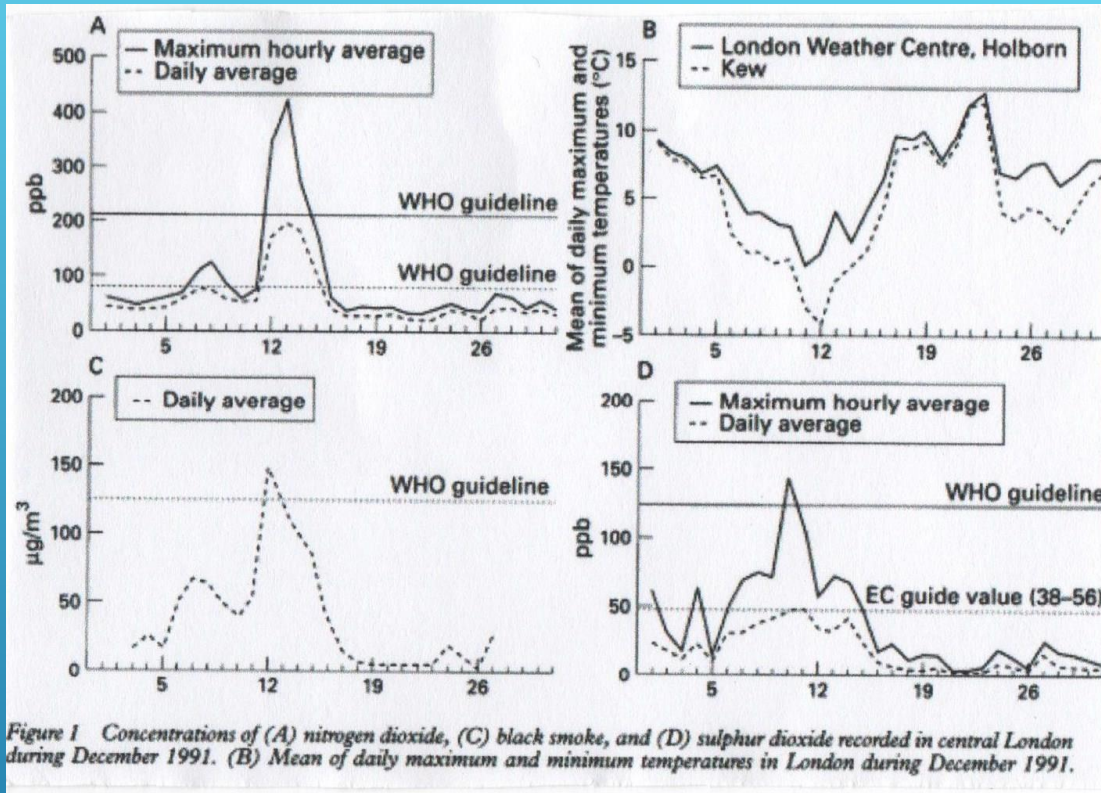 A
500
400
300
200
100
0
ppb
Maximum hourly average
Daily average
WHO guideline
WHO guideline
5
12
19
26
B
15
10
5
0
–5
Mean of daily maximum and
minimum temperatures (°C)
London Weather Centre, Holborn
Kew
5
12
19
26
C
200
150
100
50
0
µg/m³
Daily average
WHO guideline
5
12
19
26
D
200
150
100
50
0
ppb
Maximum hourly average
Daily average
WHO guideline
EC guide value (38–56)
5
12
19
26
Figure 1 Concentrations of (A) nitrogen dioxide, (C) black smoke, and (D) sulphur dioxide recorded in central London
during December 1991. (B) Mean of daily maximum and minimum temperatures in London during December 1991.